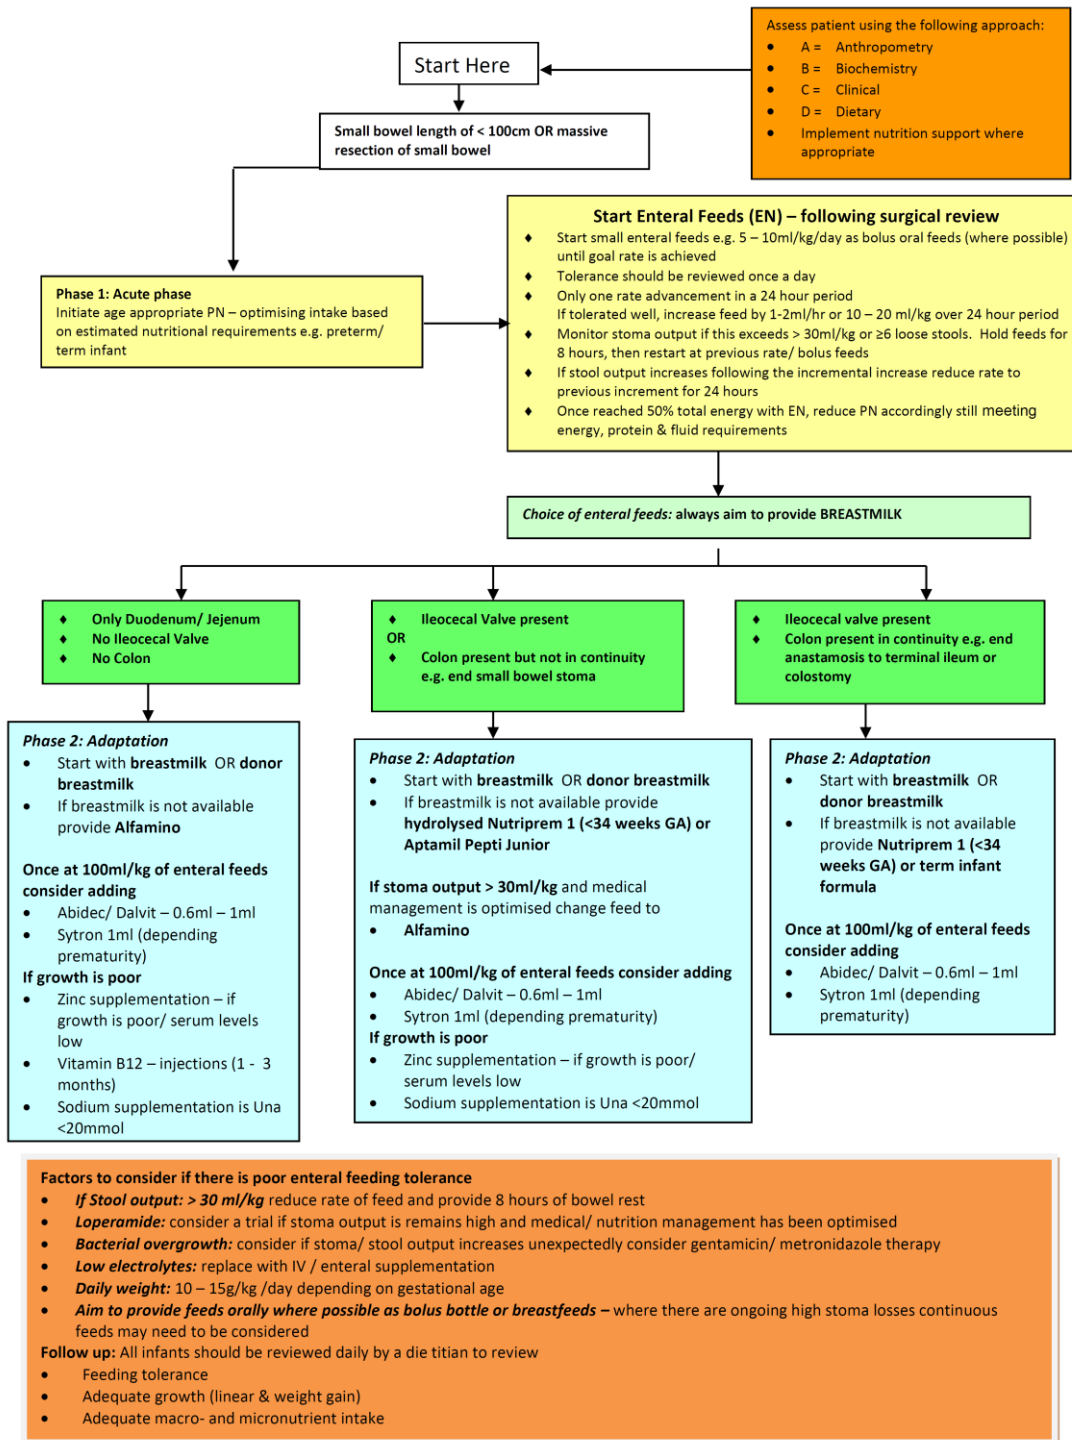 Assess patient using the following approach:
• A = Anthropometry
• B = Biochemistry
• C = Clinical
• D = Dietary
• Implement nutrition support where
appropriate
Start Here
Small bowel length of < 100cm OR massive
resection of small bowel
Phase 1: Acute phase
Initiate age appropriate PN – optimising intake based
on estimated nutritional requirements e.g. preterm/
term infant
Start Enteral Feeds (EN) – following surgical review
♦ Start small enteral feeds e.g. 5 – 10ml/kg/day as bolus oral feeds (where possible)
until goal rate is achieved
♦ Tolerance should be reviewed once a day
♦ Only one rate advancement in a 24 hour period
If tolerated well, increase feed by 1-2ml/hr or 10 – 20 ml/kg over 24 hour period
♦ Monitor stoma output if this exceeds > 30ml/kg or ≥6 loose stools. Hold feeds for
8 hours, then restart at previous rate/ bolus feeds
♦ If stool output increases following the incremental increase reduce rate to
previous increment for 24 hours
♦ Once reached 50% total energy with EN, reduce PN accordingly still meeting
energy, protein & fluid requirements
Choice of enteral feeds: always aim to provide BREASTMILK
♦ Only Duodenum/ Jejenum
♦ No Ileocecal Valve
♦ No Colon
♦ Ileocecal Valve present
OR
♦ Colon present but not in continuity
e.g. end small bowel stoma
♦ Ileocecal valve present
♦ Colon present in continuity e.g. end
anastamosis to terminal ileum or
colostomy
Phase 2: Adaptation
• Start with breastmilk OR donor
breastmilk
• If breastmilk is not available
provide Alfamino
Once at 100ml/kg of enteral feeds
consider adding
• Abidec/ Dalvit – 0.6ml – 1ml
• Sytron 1ml (depending
prematurity)
If growth is poor
• Zinc supplementation – if
growth is poor/ serum levels
low
• Vitamin B12 – injections (1 - 3
months)
• Sodium supplementation is Una
<20mmol
Phase 2: Adaptation
• Start with breastmilk OR donor breastmilk
• If breastmilk is not available provide
hydrolysed Nutriprem 1 (<34 weeks GA) or
Aptamil Pepti Junior
If stoma output > 30ml/kg and medical
management is optimised change feed to
• Alfamino
Once at 100ml/kg of enteral feeds consider adding
• Abidec/ Dalvit – 0.6ml – 1ml
• Sytron 1ml (depending prematurity)
If growth is poor
• Zinc supplementation – if growth is poor/
serum levels low
• Sodium supplementation is Una <20mmol
Phase 2: Adaptation
• Start with breastmilk OR
donor breastmilk
• If breastmilk is not available
provide Nutriprem 1 (<34
weeks GA) or term infant
formula
Once at 100ml/kg of enteral feeds
consider adding
• Abidec/ Dalvit – 0.6ml – 1ml
• Sytron 1ml (depending
prematurity)
Factors to consider if there is poor enteral feeding tolerance
• If Stool output: > 30 ml/kg reduce rate of feed and provide 8 hours of bowel rest
• Loperamide: consider a trial if stoma output is remains high and medical/ nutrition management has been optimised
• Bacterial overgrowth: consider if stoma/ stool output increases unexpectedly consider gentamicin/ metronidazole therapy
• Low electrolytes: replace with IV / enteral supplementation
• Daily weight: 10 – 15g/kg /day depending on gestational age
• Aim to provide feeds orally where possible as bolus bottle or breastfeeds – where there are ongoing high stoma losses continuous
feeds may need to be considered
Follow up: All infants should be reviewed daily by a die titian to review
• Feeding tolerance
• Adequate growth (linear & weight gain)
• Adequate macro- and micronutrient intake